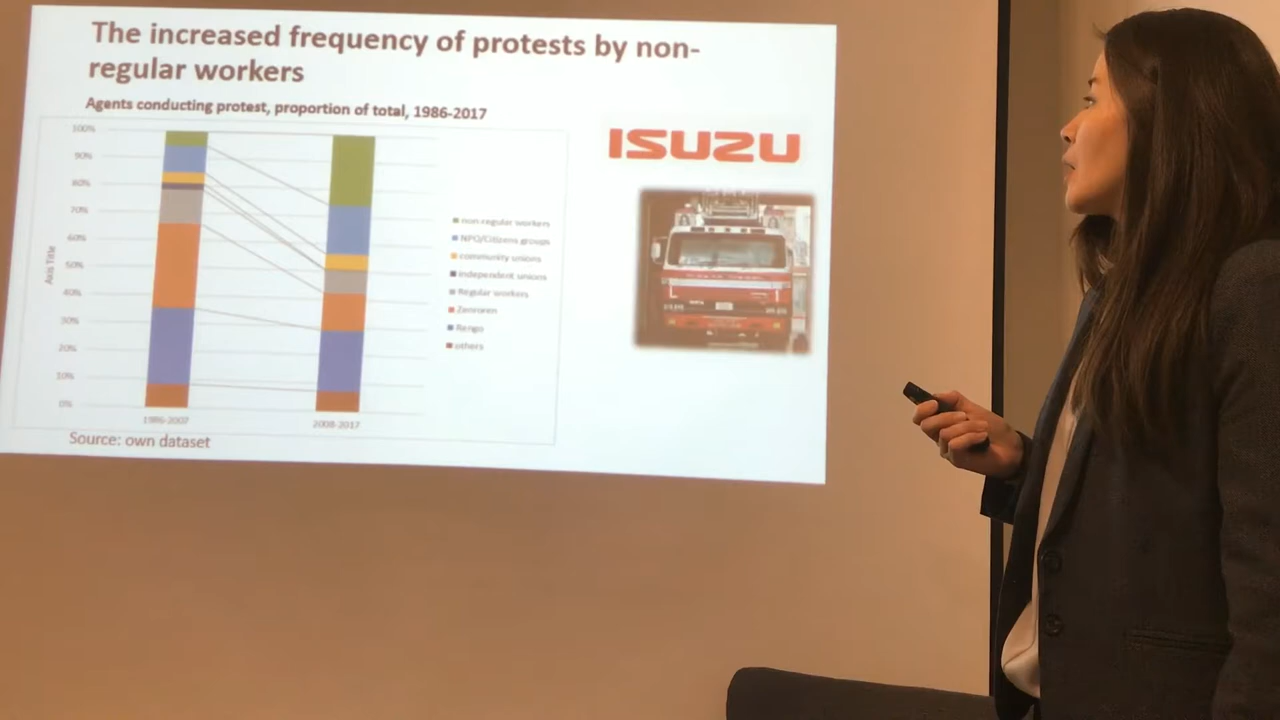 The increased frequency of protests by non-
regular workers
Agents conducting protest, proportion of total, 1986-2017
100%
90%
80%
70%
60%
50%
40%
30%
20%
10%
0%
Axis Title
1986-2007
2008-2017
non-regular workers
NPO/Citizens groups
community unions
independent unions
Regular workers
Zenroren
Rengo
others
Source: own dataset
ISUZU